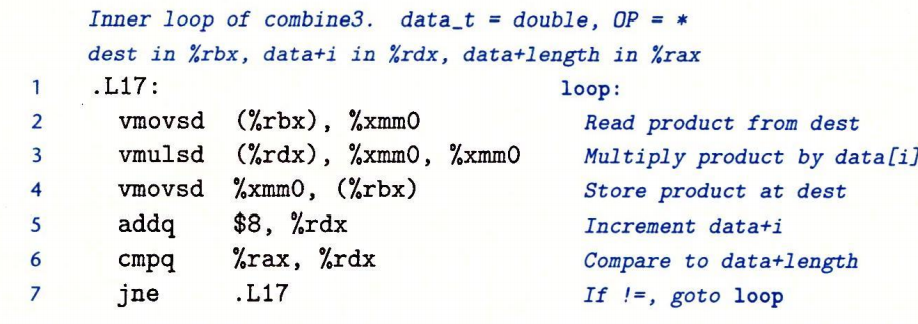 Inner loop of combine3. data_t = double, OP = *
dest in %rbx, data+i in %rdx, data+length in %rax
1 .L17: loop:
2 vmovsd (%rbx), %xmm0 Read product from dest
3 vmulsd (%rdx), %xmm0, %xmm0 Multiply product by data[i]
4 vmovsd %xmm0, (%rbx) Store product at dest
5 addq $8, %rdx Increment data+i
6 cmpq %rax, %rdx Compare to data+length
7 jne .L17 If !=, goto loop